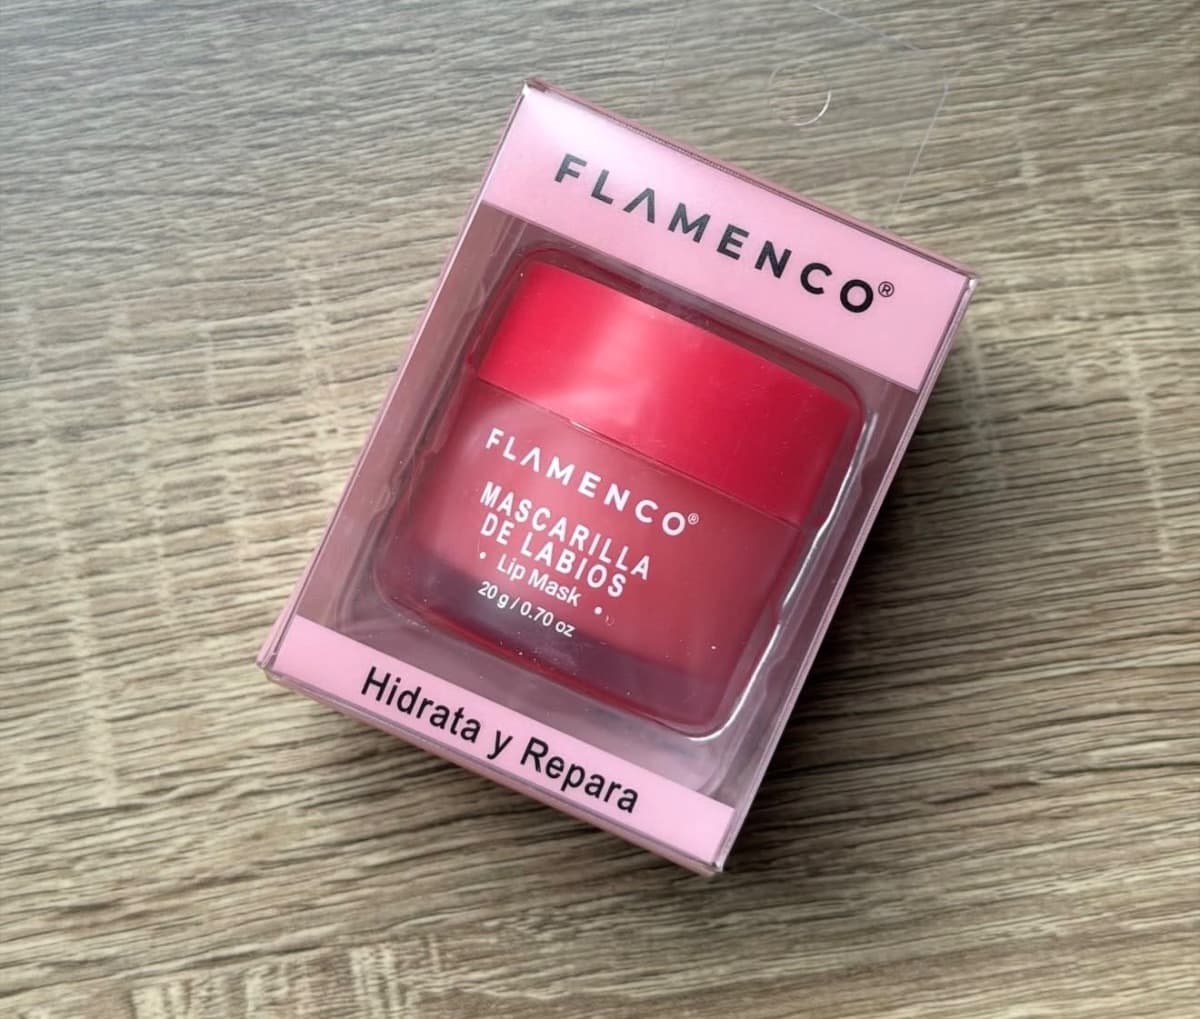 FLAMENCO®
FLAMENCO®
MASCARILLA
DE LABIOS
• Lip Mask •
20 g / 0.70 oz
Hidrata y Repara